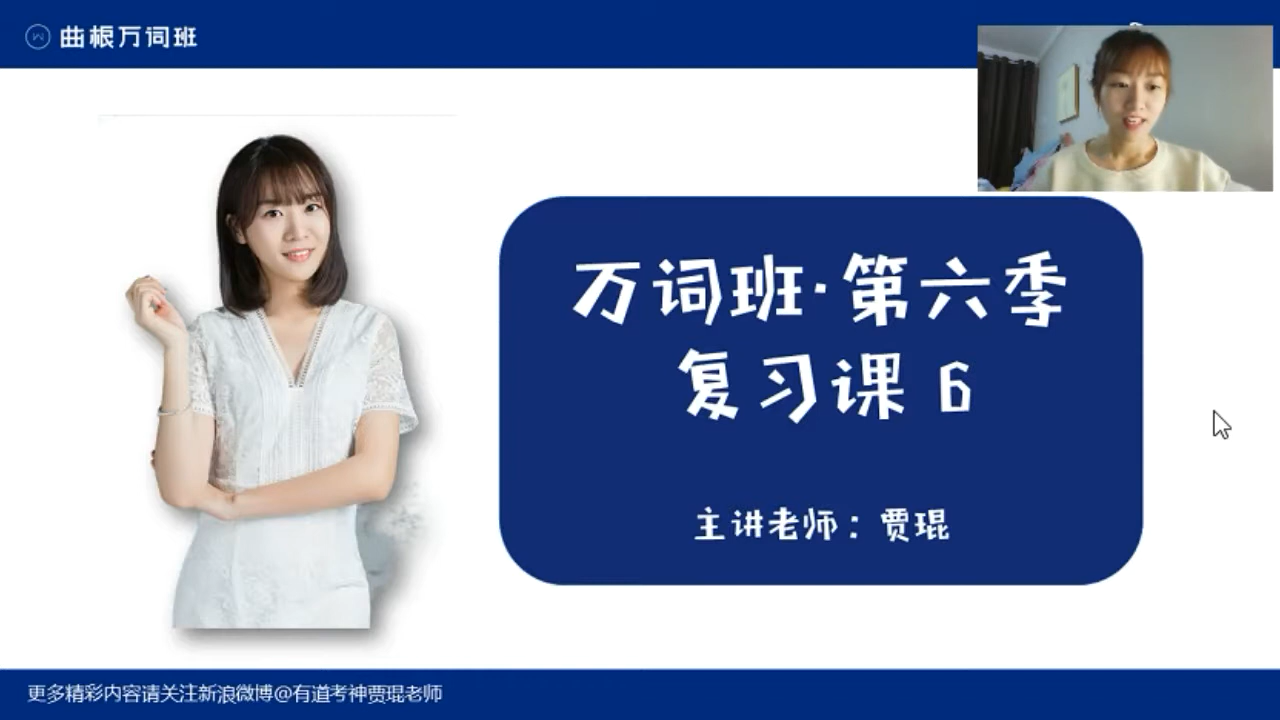 曲根万词班
万词班·第六季
复习课 6
主讲老师：贾琨
更多精彩内容请关注新浪微博@有道考神贾琨老师